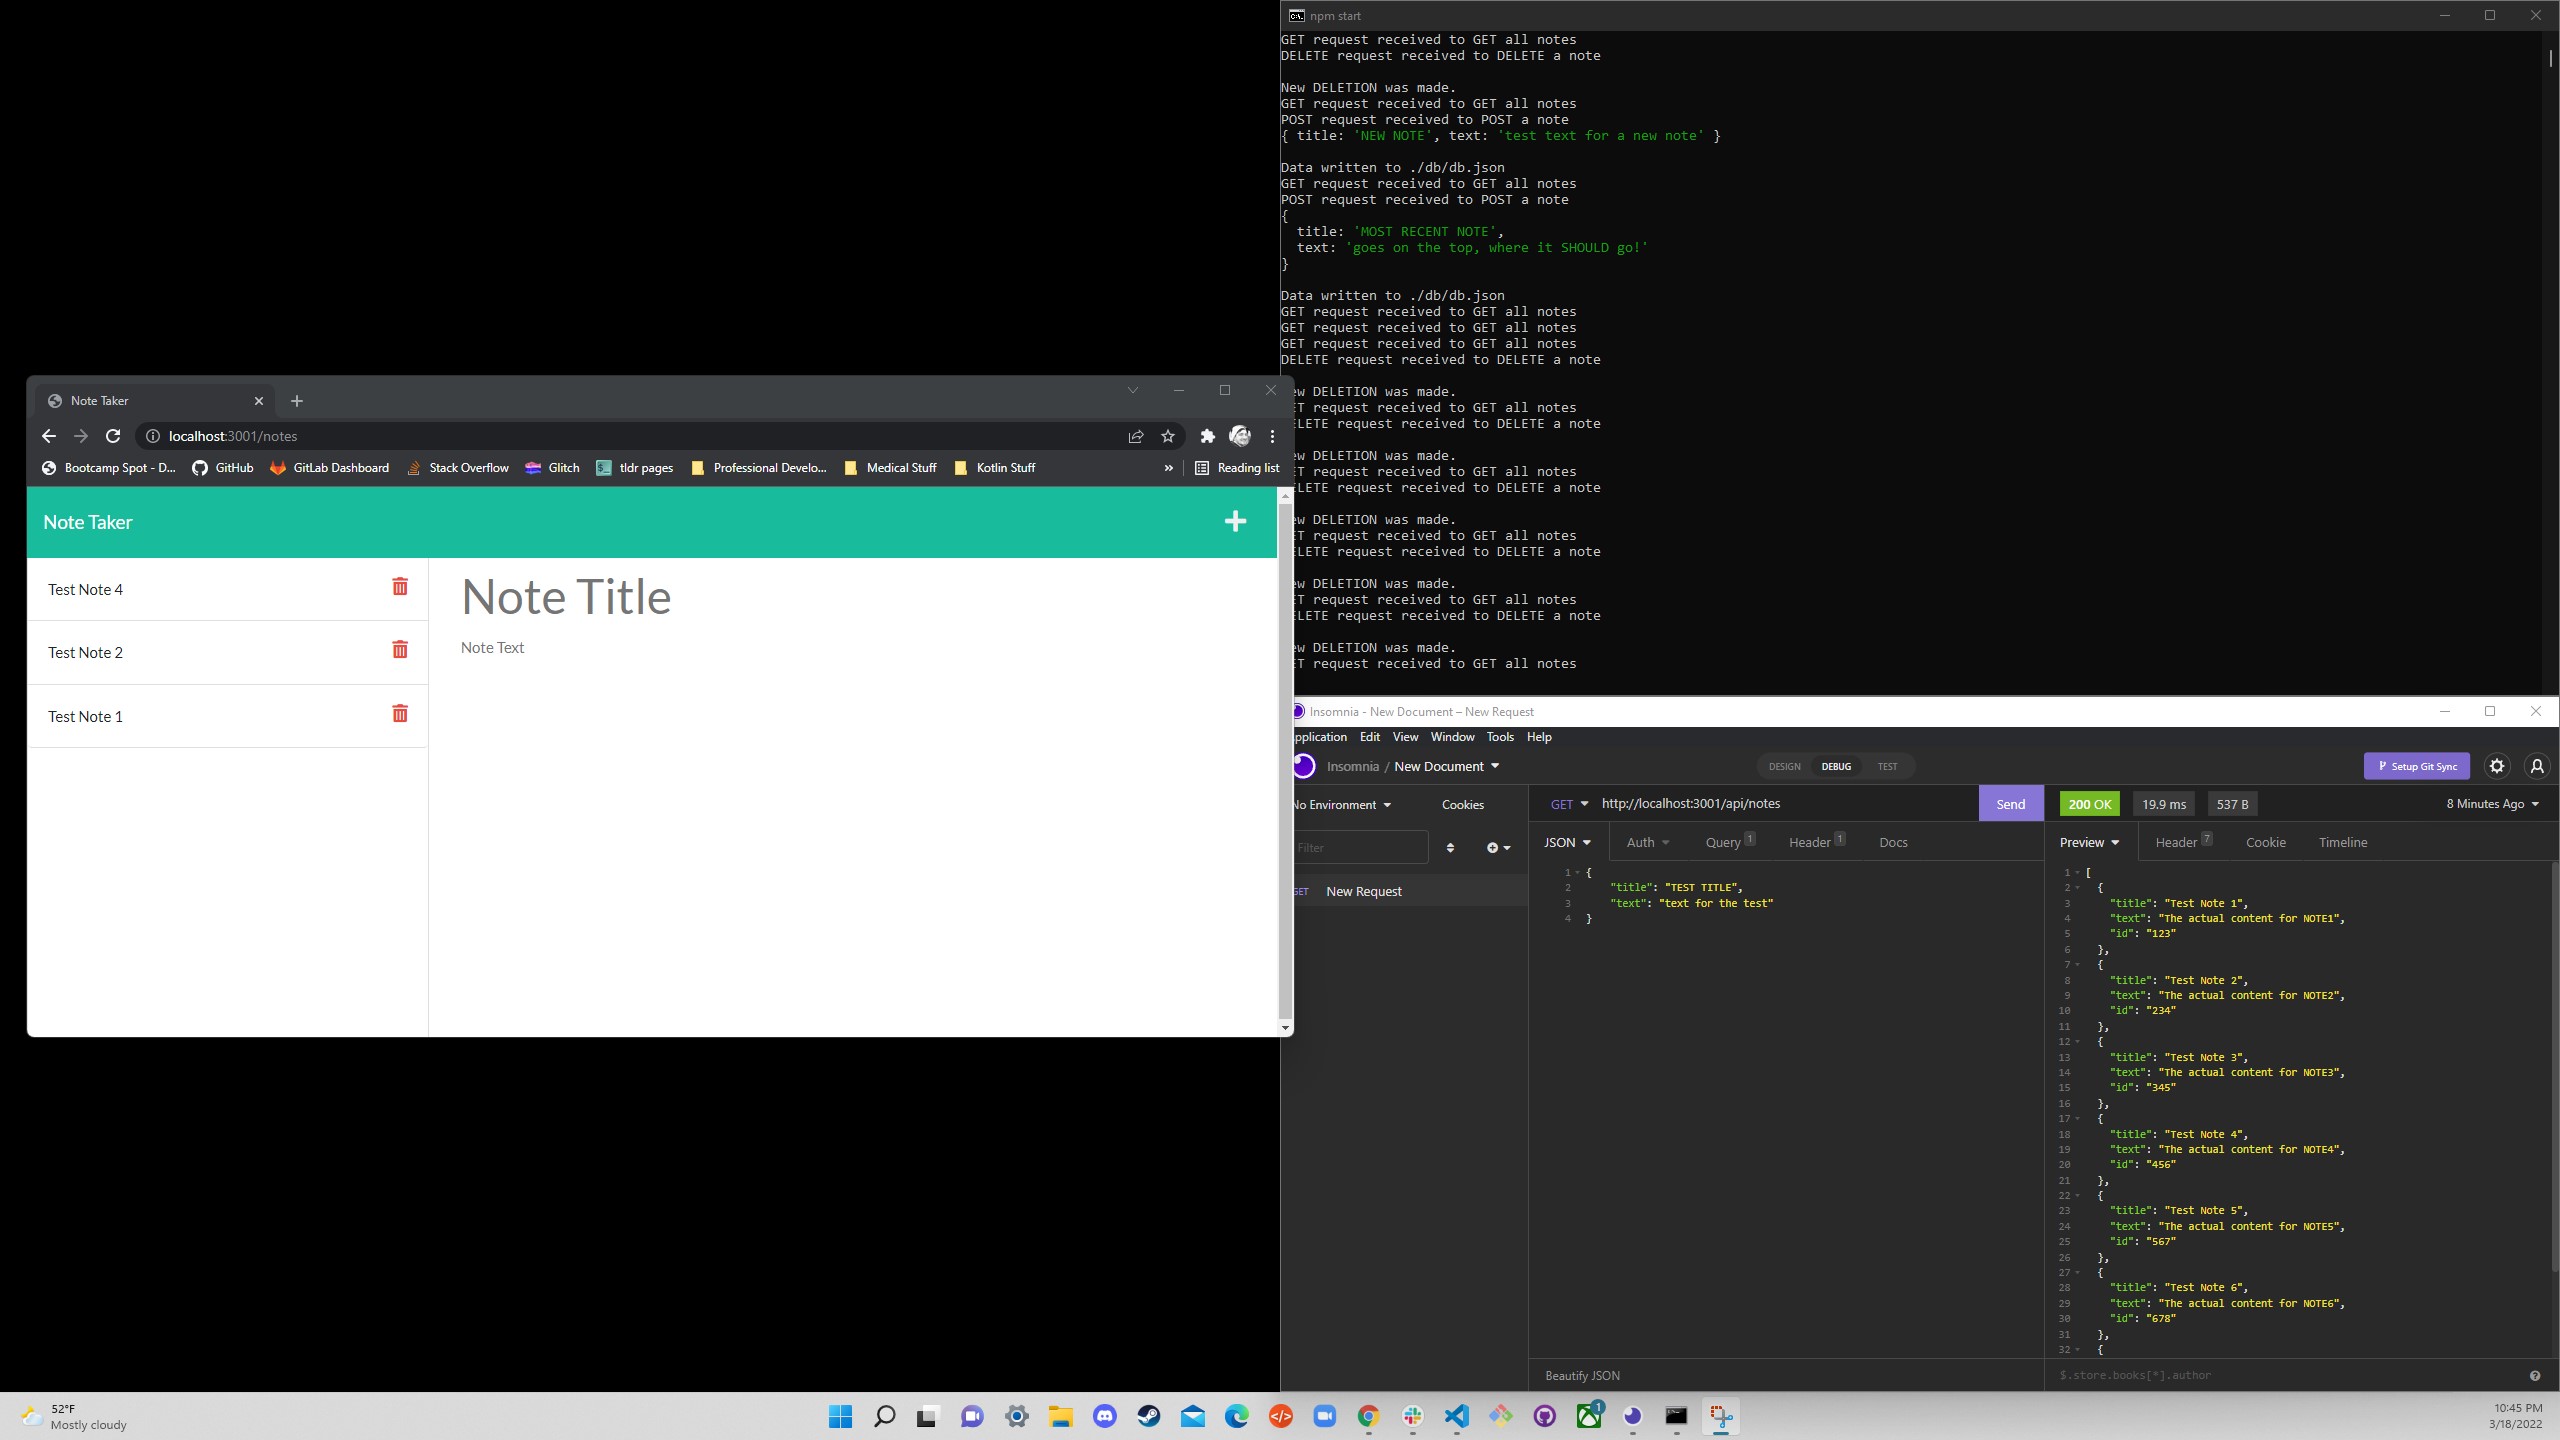 npm start
GET request received to GET all notes
DELETE request received to DELETE a note
New DELETION was made.
GET request received to GET all notes
POST request received to POST a note
{ title: 'NEW NOTE', text: 'test text for a new note' }
Data written to ./db/db.json
GET request received to GET all notes
POST request received to POST a note
{
title: 'MOST RECENT NOTE',
text: 'goes on the top, where it SHOULD go!'
}
Data written to ./db/db.json
GET request received to GET all notes
GET request received to GET all notes
GET request received to GET all notes
DELETE request received to DELETE a note
ew DELETION was made.
ET request received to GET all notes
ELETE request received to DELETE a note
ew DELETION was made.
ET request received to GET all notes
ELETE request received to DELETE a note
ew DELETION was made.
ET request received to GET all notes
ELETE request received to DELETE a note
ew DELETION was made.
ET request received to GET all notes
ELETE request received to DELETE a note
ew DELETION was made.
ET request received to GET all notes
Note Taker
localhost:3001/notes
Bootcamp Spot - D... GitHub GitLab Dashboard Stack Overflow Glitch tldr pages Professional Develo... Medical Stuff Kotlin Stuff » Reading list
Note Taker
Test Note 4
Test Note 2
Test Note 1
Note Title
Note Text
Insomnia - New Document – New Request
pplication Edit View Window Tools Help
Insomnia / New Document DESIGN DEBUG TEST Setup Git Sync
No Environment Cookies
Filter
GET New Request
GET http://localhost:3001/api/notes Send
JSON Auth Query 1 Header 1 Docs
1 {
2 "title": "TEST TITLE",
3 "text": "text for the test"
4 }
Beautify JSON
200 OK 19.9 ms 537 B 8 Minutes Ago
Preview Header 7 Cookie Timeline
1 [
2 {
3 "title": "Test Note 1",
4 "text": "The actual content for NOTE1",
5 "id": "123"
6 },
7 {
8 "title": "Test Note 2",
9 "text": "The actual content for NOTE2",
10 "id": "234"
11 },
12 {
13 "title": "Test Note 3",
14 "text": "The actual content for NOTE3",
15 "id": "345"
16 },
17 {
18 "title": "Test Note 4",
19 "text": "The actual content for NOTE4",
20 "id": "456"
21 },
22 {
23 "title": "Test Note 5",
24 "text": "The actual content for NOTE5",
25 "id": "567"
26 },
27 {
28 "title": "Test Note 6",
29 "text": "The actual content for NOTE6",
30 "id": "678"
31 },
32 {
$.store.books[*].author
52°F
Mostly cloudy
1
10:45 PM
3/18/2022